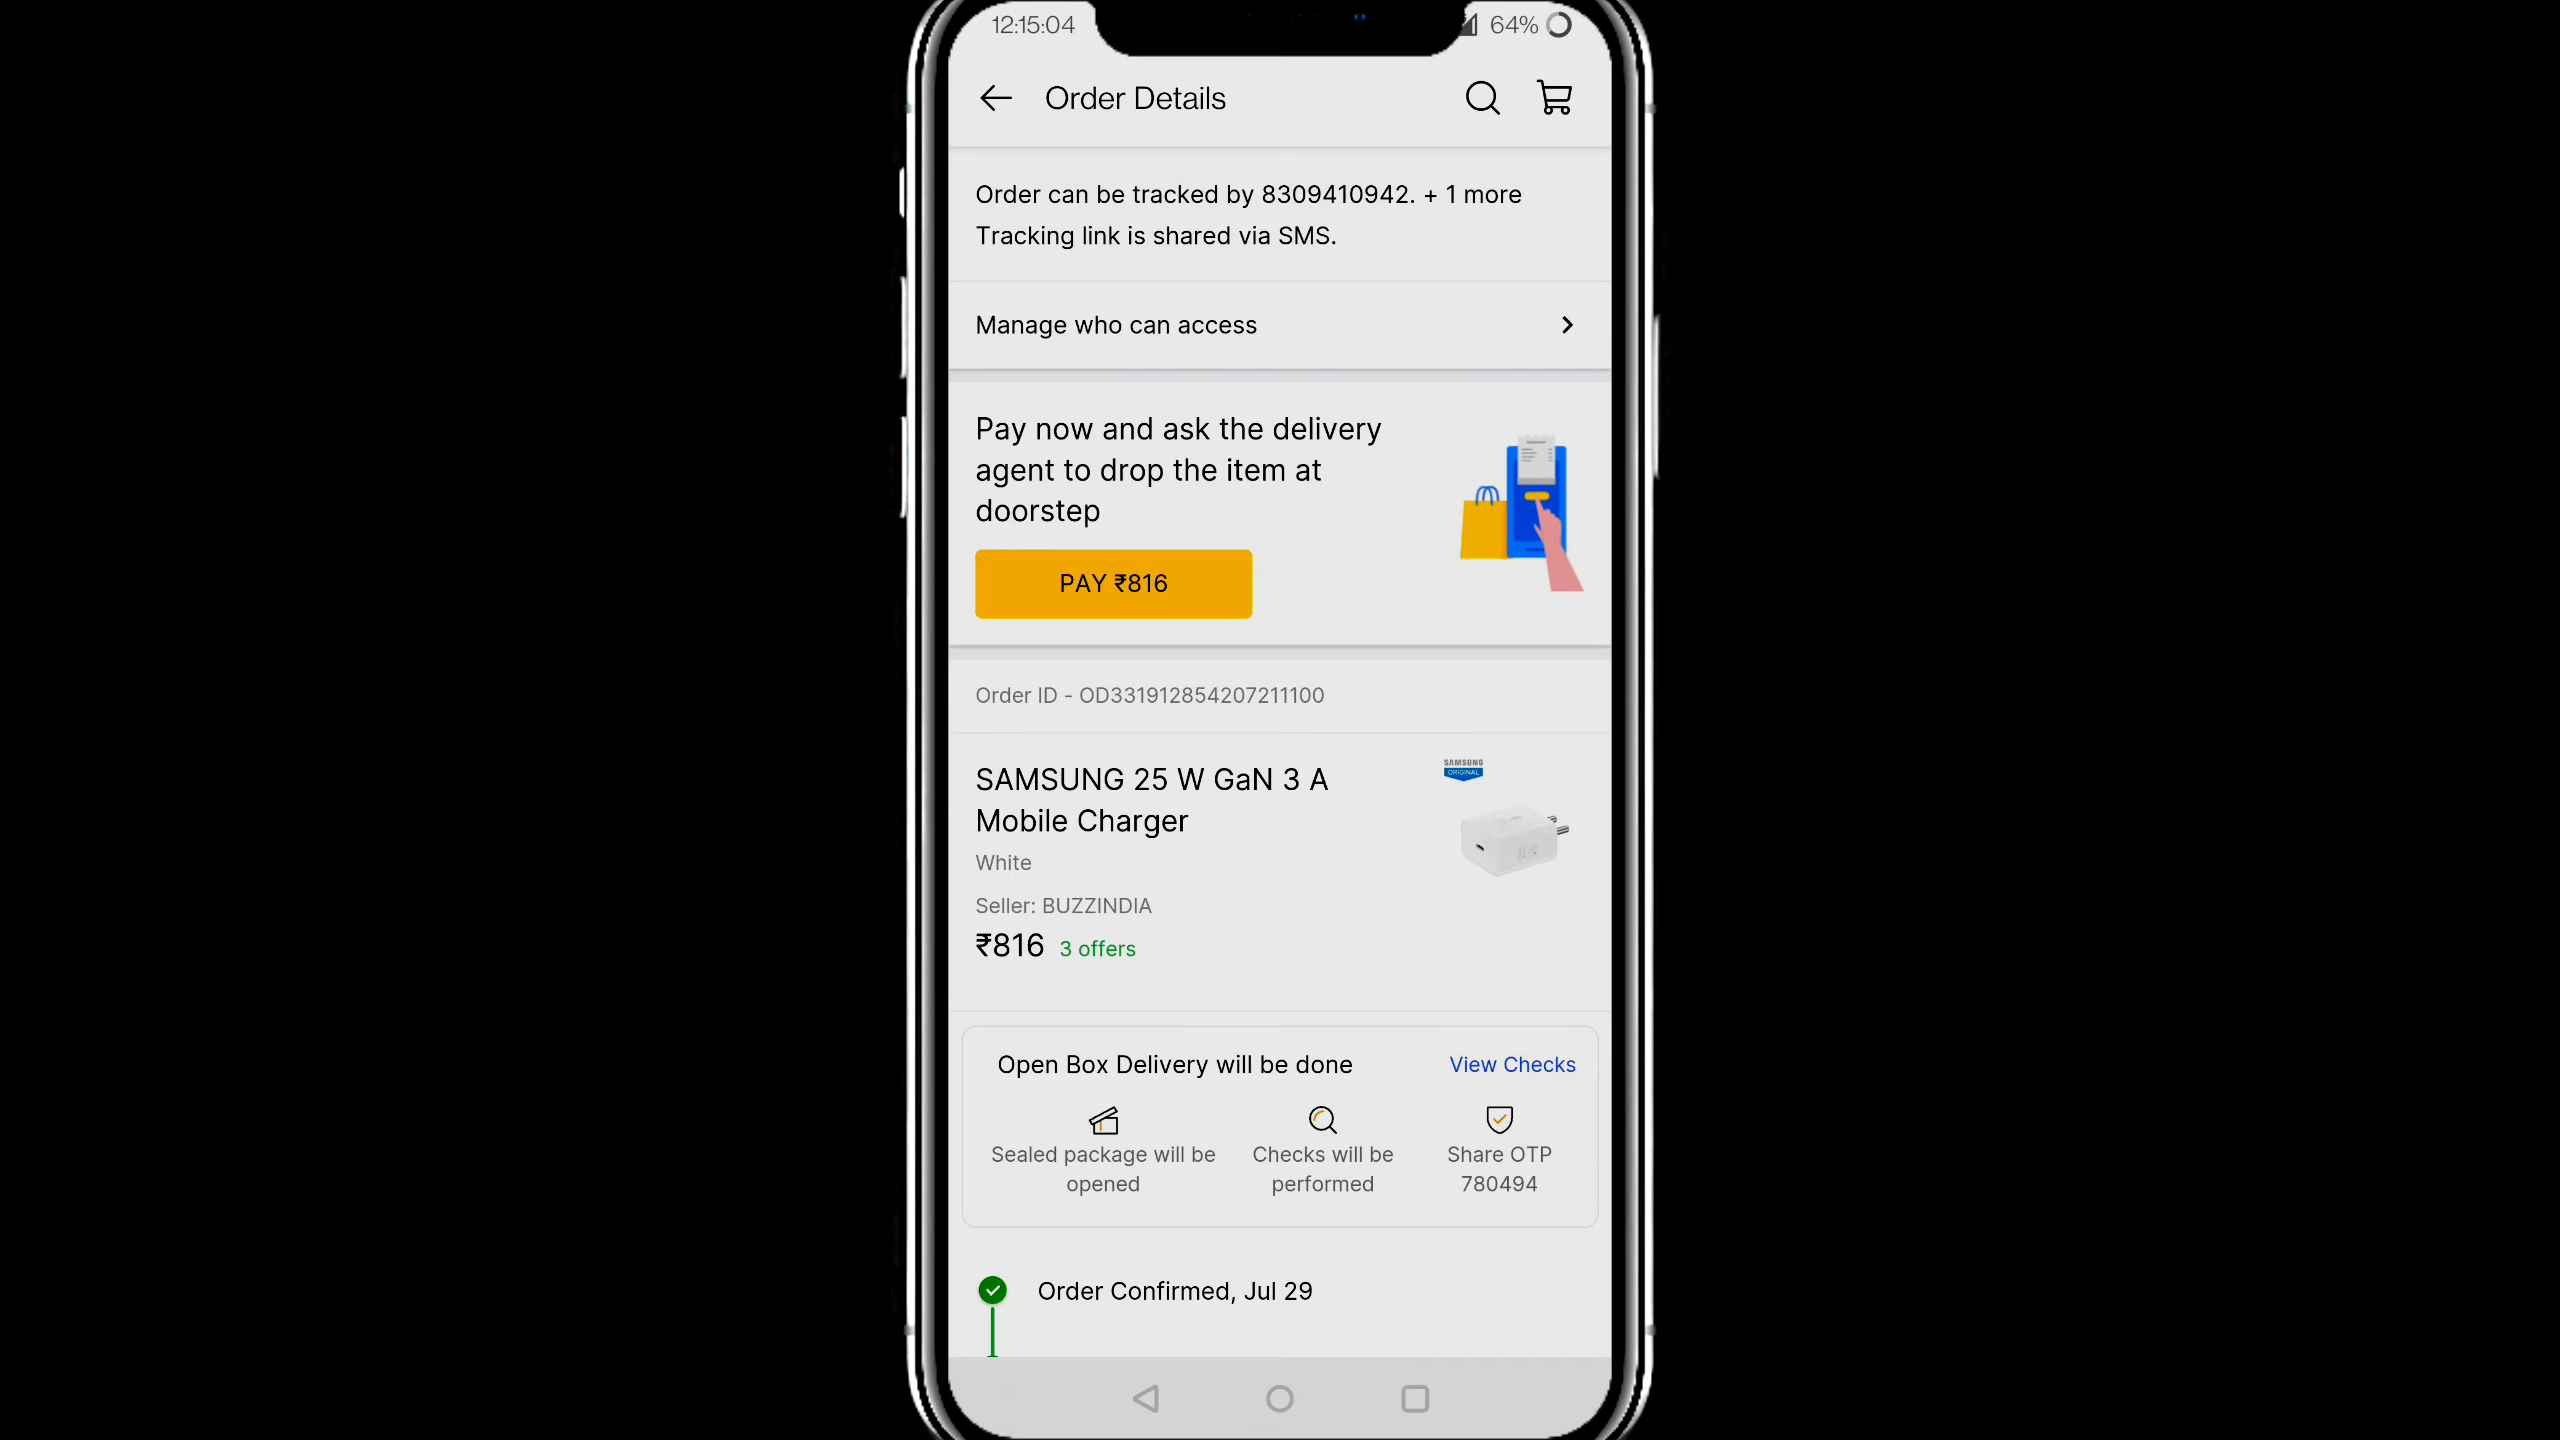 12:15:04
64%
Order Details
Order can be tracked by 8309410942. + 1 more
Tracking link is shared via SMS.
Manage who can access
Pay now and ask the delivery
agent to drop the item at
doorstep
PAY ₹816
Order ID - OD331912854207211100
SAMSUNG 25 W GaN 3 A
Mobile Charger
White
Seller: BUZZINDIA
₹816 3 offers
SAMSUNG
ORIGINAL
Open Box Delivery will be done
View Checks
Sealed package will be
opened
Checks will be
performed
Share OTP
780494
Order Confirmed, Jul 29